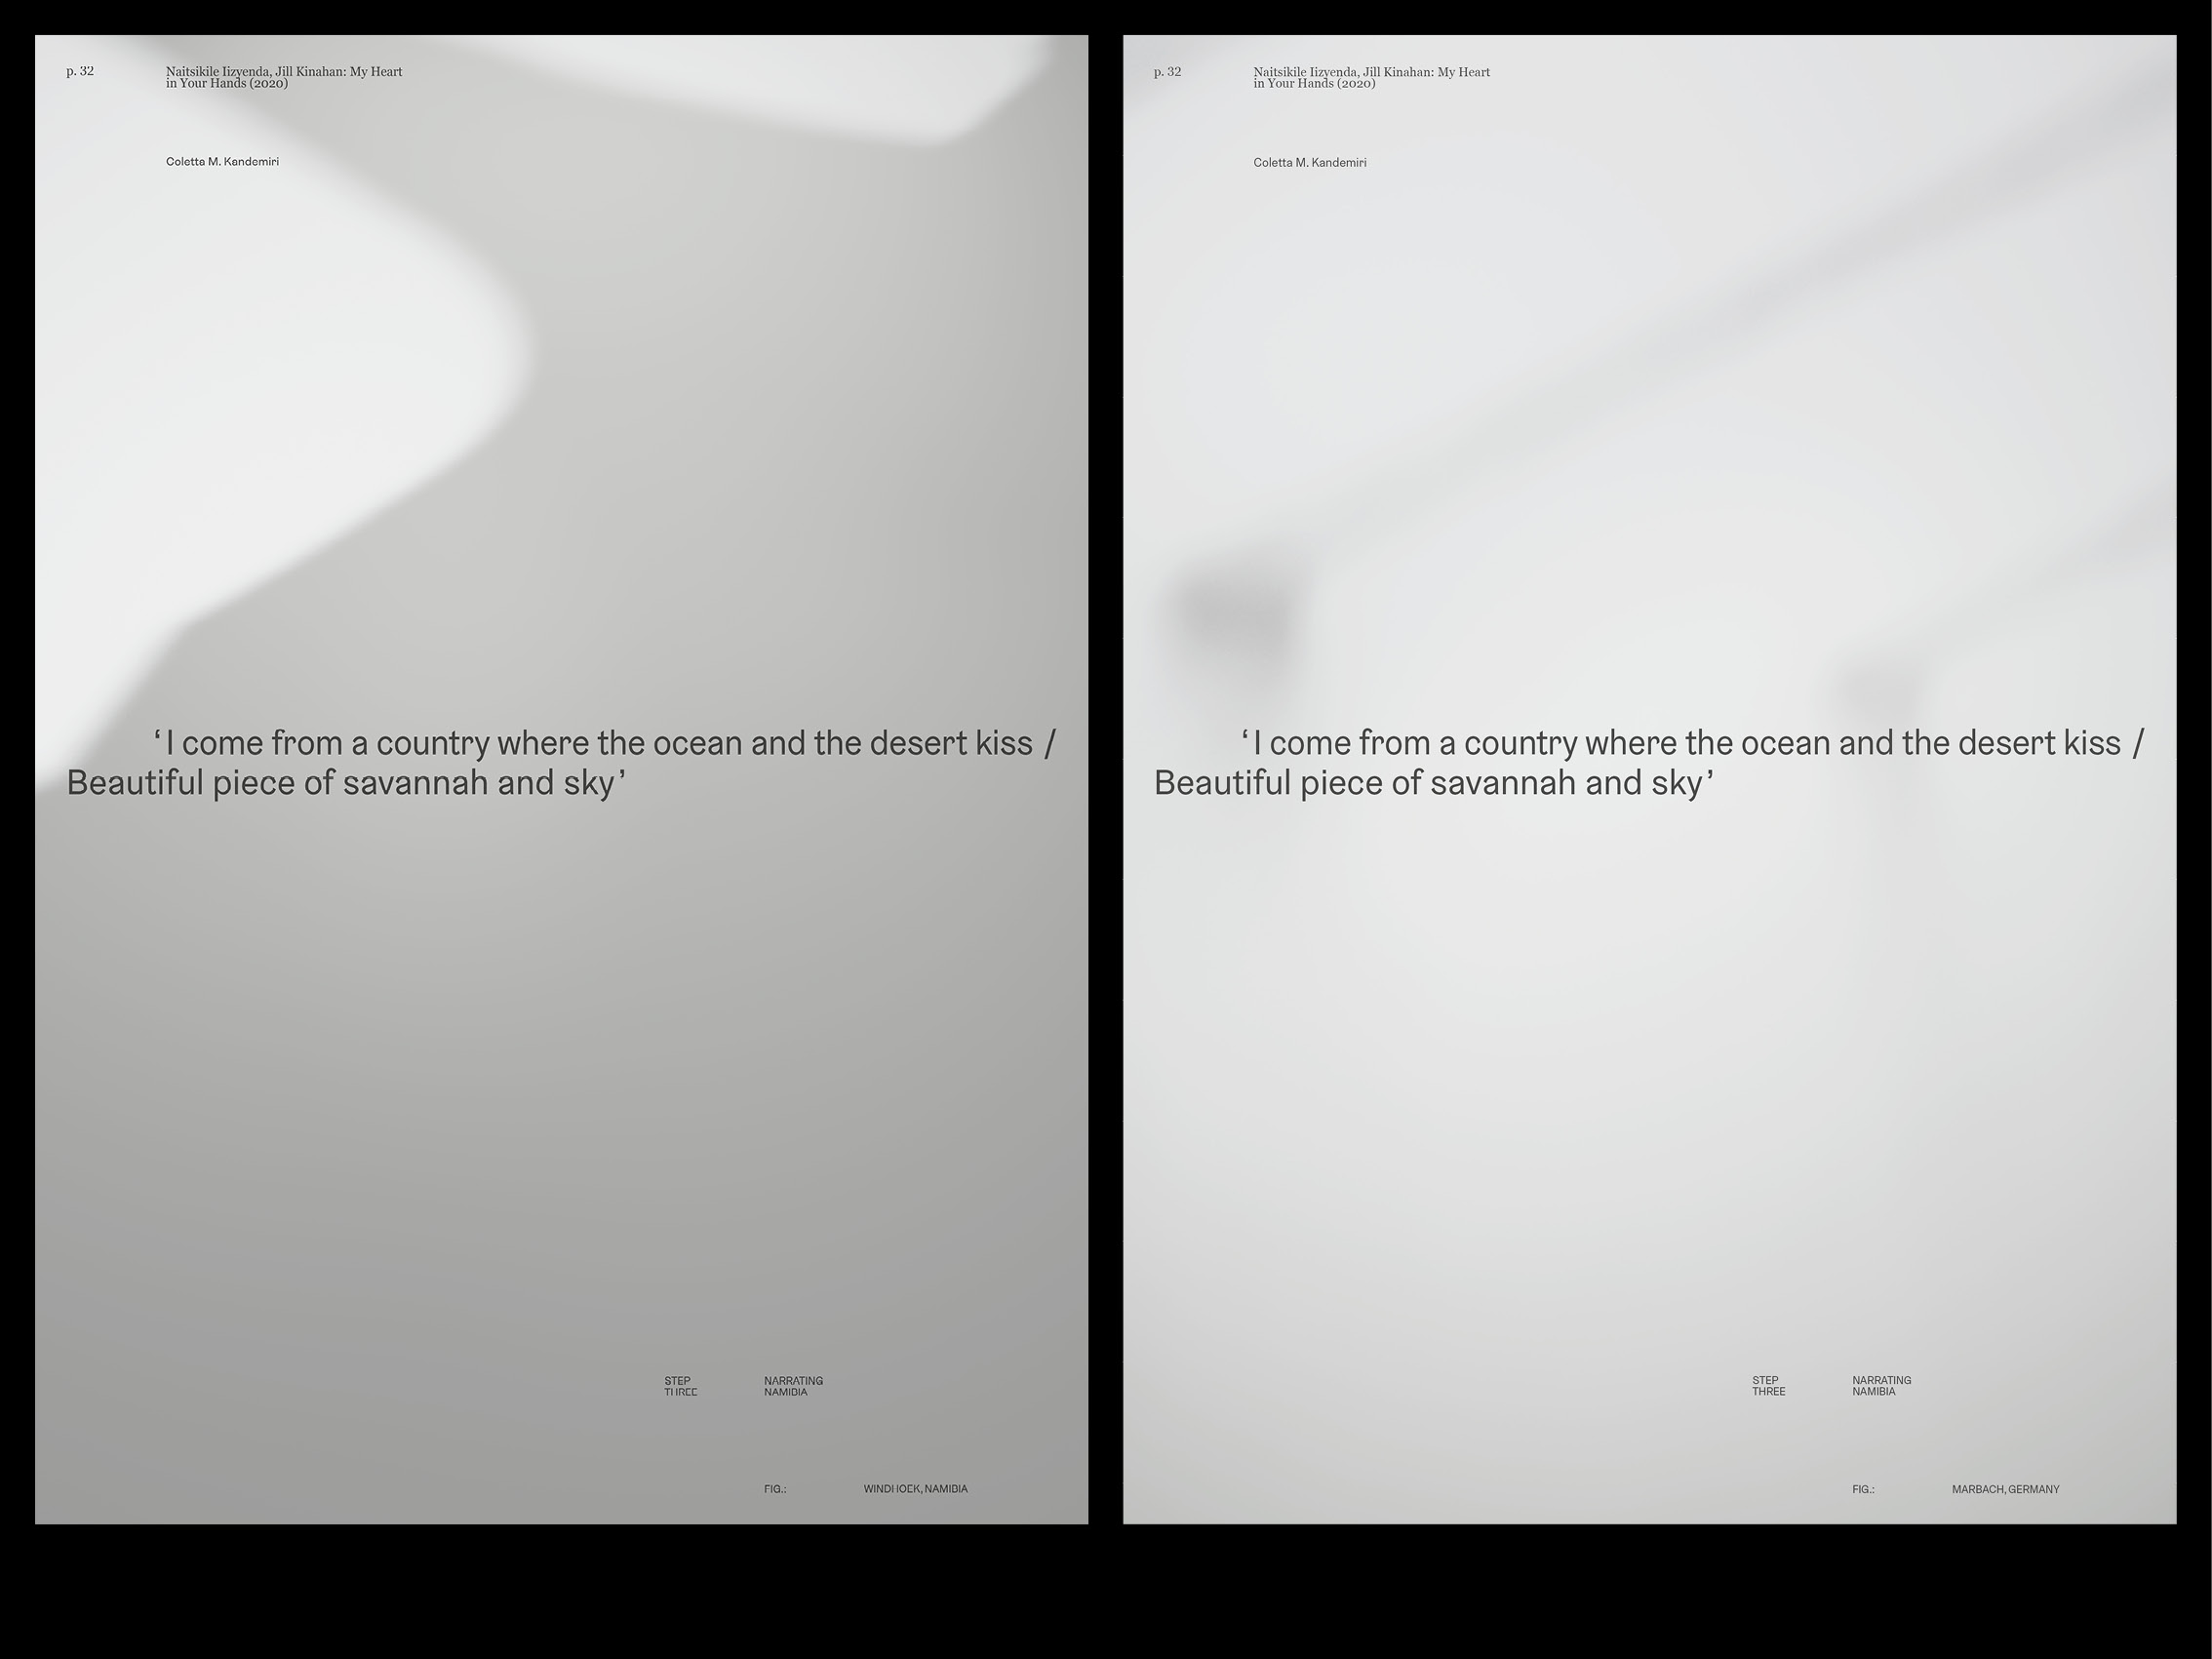 p. 32
Naitsikile Iizyenda, Jill Kinahan: My Heart
in Your Hands (2020)
Coletta M. Kandemiri
‘I come from a country where the ocean and the desert kiss /
Beautiful piece of savannah and sky’
STEP
THREE
NARRATING
NAMIBIA
FIG.:
WINDHOEK, NAMIBIA
p. 32
Naitsikile Iizyenda, Jill Kinahan: My Heart
in Your Hands (2020)
Coletta M. Kandemiri
‘I come from a country where the ocean and the desert kiss /
Beautiful piece of savannah and sky’
STEP
THREE
NARRATING
NAMIBIA
FIG.:
MARBACH, GERMANY